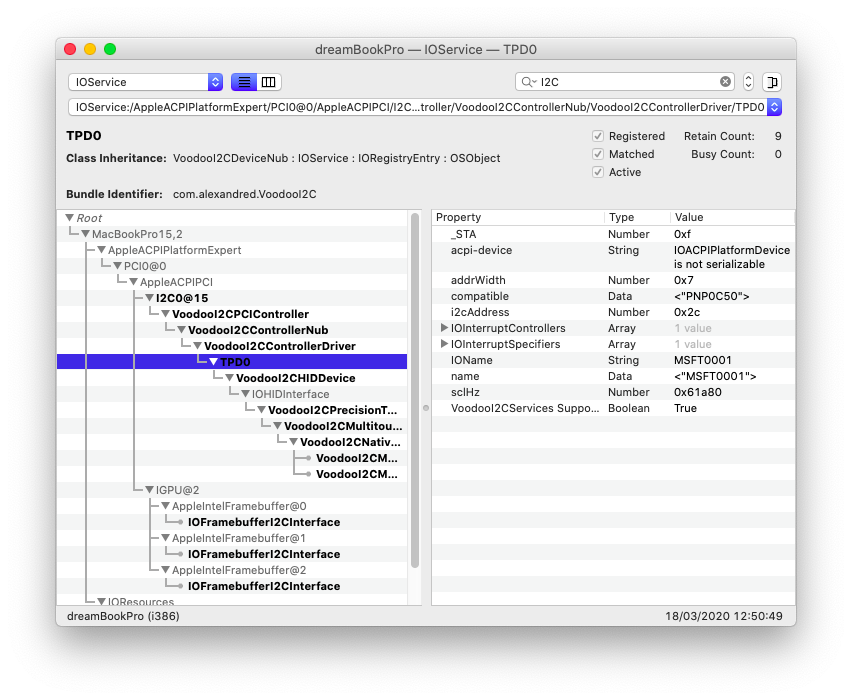 dreamBookPro — IOService — TPD0
IOService
I2C
IOService:/AppleACPIPlatformExpert/PCI0@0/AppleACPIPCI/I2C...troller/VoodooI2CControllerNub/VoodooI2CControllerDriver/TPD0
TPD0
Class Inheritance: VoodooI2CDeviceNub : IOService : IORegistryEntry : OSObject
Bundle Identifier: com.alexandred.VoodooI2C
Registered Retain Count: 9
Matched Busy Count: 0
Active
Root
MacBookPro15,2
AppleACPIPlatformExpert
PCI0@0
AppleACPIPCI
I2C0@15
VoodooI2CPCIController
VoodooI2CControllerNub
VoodooI2CControllerDriver
TPD0
VoodooI2CHIDDevice
IOHIDInterface
VoodooI2CPrecisionT...
VoodooI2CMultitou...
VoodooI2CNativ...
VoodooI2CM...
VoodooI2CM...
IGPU@2
AppleIntelFramebuffer@0
IOFramebufferI2CInterface
AppleIntelFramebuffer@1
IOFramebufferI2CInterface
AppleIntelFramebuffer@2
IOFramebufferI2CInterface
IOResources
Property Type Value
_STA Number 0xf
acpi-device String IOACPIPlatformDevice
is not serializable
addrWidth Number 0x7
compatible Data <"PNP0C50">
i2cAddress Number 0x2c
IOInterruptControllers Array 1 value
IOInterruptSpecifiers Array 1 value
IOName String MSFT0001
name Data <"MSFT0001">
sclHz Number 0x61a80
VoodooI2CServices Suppo... Boolean True
dreamBookPro (i386)
18/03/2020 12:50:49